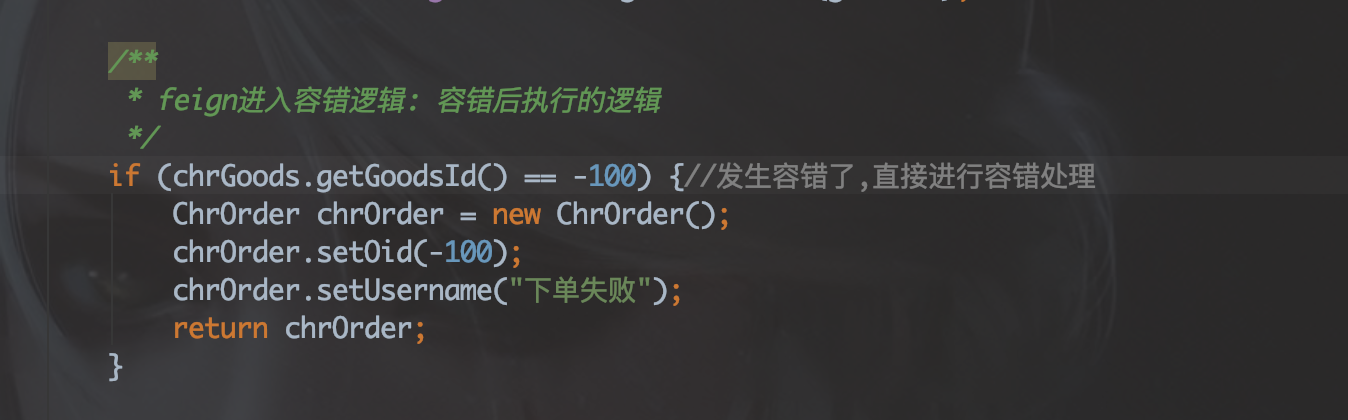 /**
* feign进入容错逻辑: 容错后执行的逻辑
*/
if (chrGoods.getGoodsId() == -100) {//发生容错了,直接进行容错处理
ChrOrder chrOrder = new ChrOrder();
chrOrder.setOid(-100);
chrOrder.setUsername("下单失败");
return chrOrder;
}